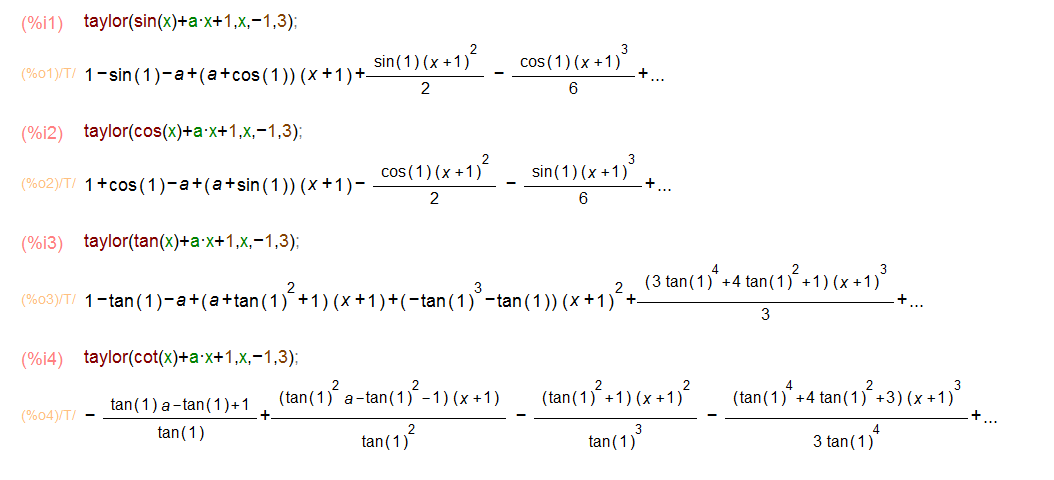 (%i1) taylor(sin(x)+a·x+1,x,−1,3);
(%o1)/T/ 1−sin(1)−a+(a+cos(1))(x+1)+ sin(1)(x+1)^2/2 − cos(1)(x+1)^3/6 +...
(%i2) taylor(cos(x)+a·x+1,x,−1,3);
(%o2)/T/ 1+cos(1)−a+(a+sin(1))(x+1)− cos(1)(x+1)^2/2 − sin(1)(x+1)^3/6 +...
(%i3) taylor(tan(x)+a·x+1,x,−1,3);
(%o3)/T/ 1−tan(1)−a+(a+tan(1)^2+1)(x+1)+(−tan(1)^3−tan(1))(x+1)^2+ (3 tan(1)^4+4 tan(1)^2+1)(x+1)^3/3 +...
(%i4) taylor(cot(x)+a·x+1,x,−1,3);
(%o4)/T/ − tan(1) a−tan(1)+1/tan(1) + (tan(1)^2 a−tan(1)^2−1)(x+1)/tan(1)^2 − (tan(1)^2+1)(x+1)^2/tan(1)^3 − (tan(1)^4+4 tan(1)^2+3)(x+1)^3/3 tan(1)^4 +...